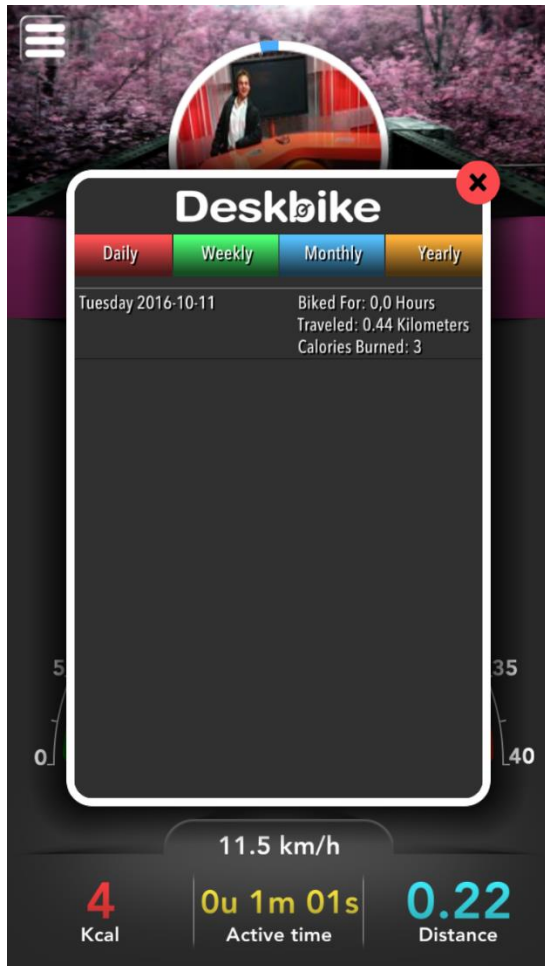 Deskbike
Daily Weekly Monthly Yearly
Tuesday 2016-10-11
Biked For: 0,0 Hours
Traveled: 0.44 Kilometers
Calories Burned: 3
5
35
0
40
11.5 km/h
4
Kcal
0u 1m 01s
Active time
0.22
Distance